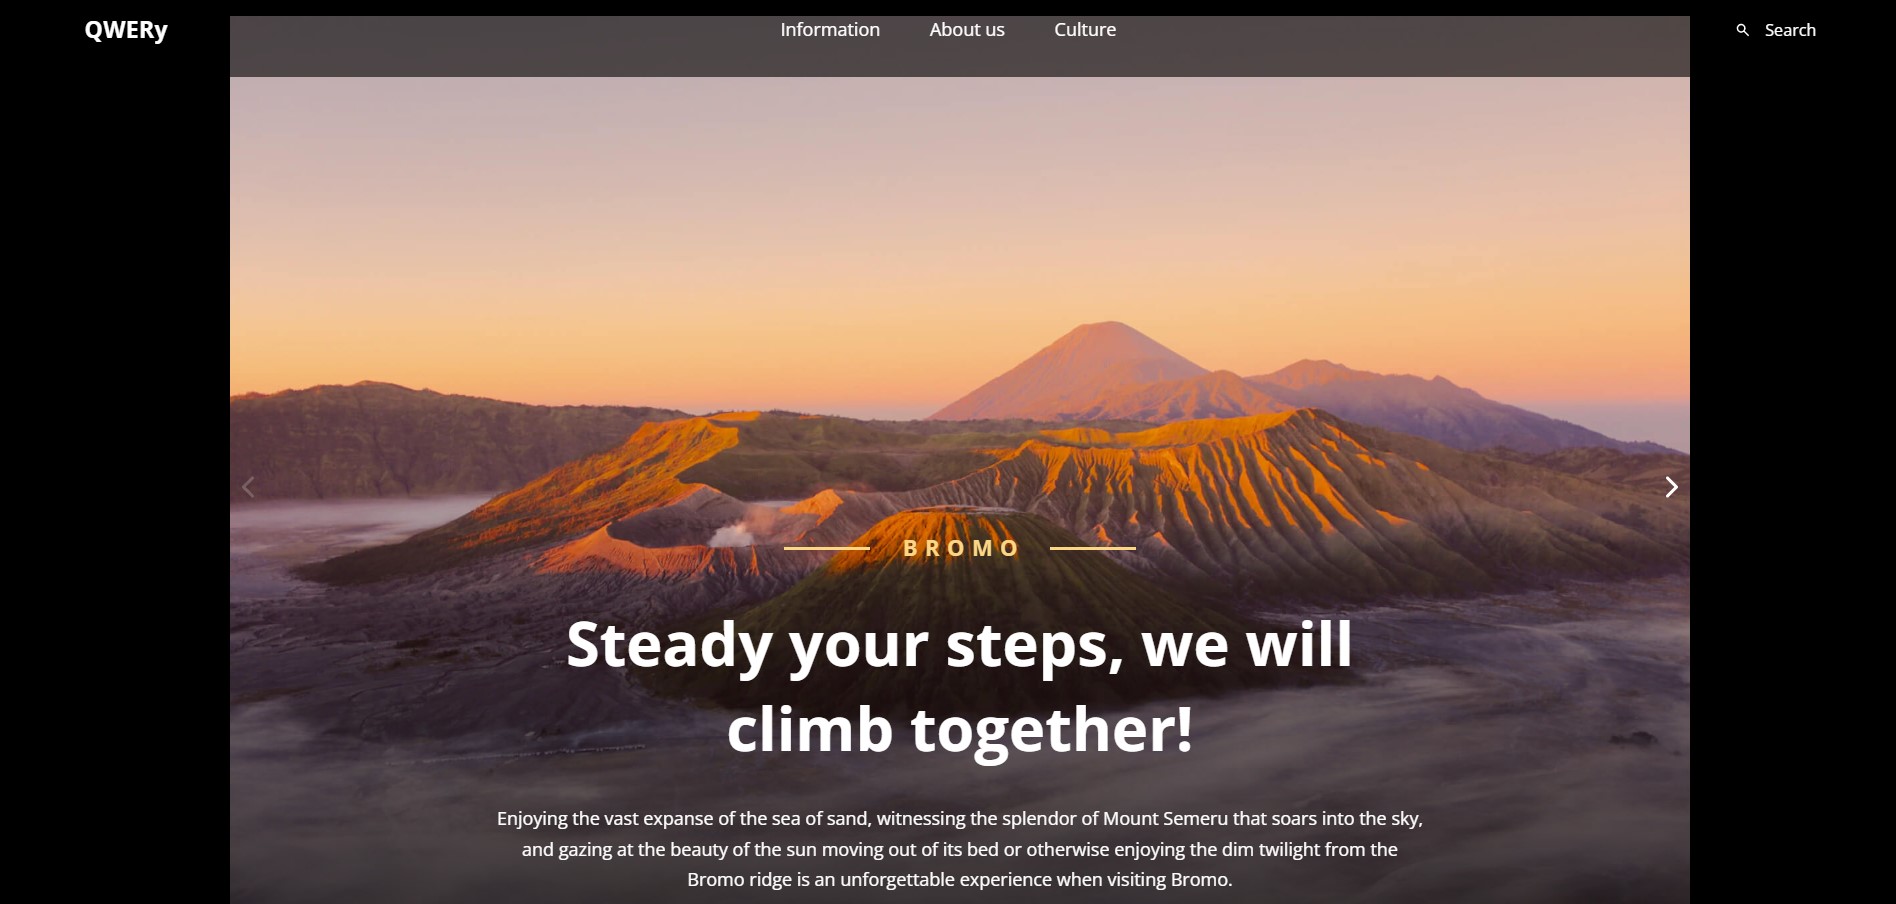 QWERy
Information
About us
Culture
Search
BROMO
Steady your steps, we will
climb together!
Enjoying the vast expanse of the sea of sand, witnessing the splendor of Mount Semeru that soars into the sky,
and gazing at the beauty of the sun moving out of its bed or otherwise enjoying the dim twilight from the
Bromo ridge is an unforgettable experience when visiting Bromo.